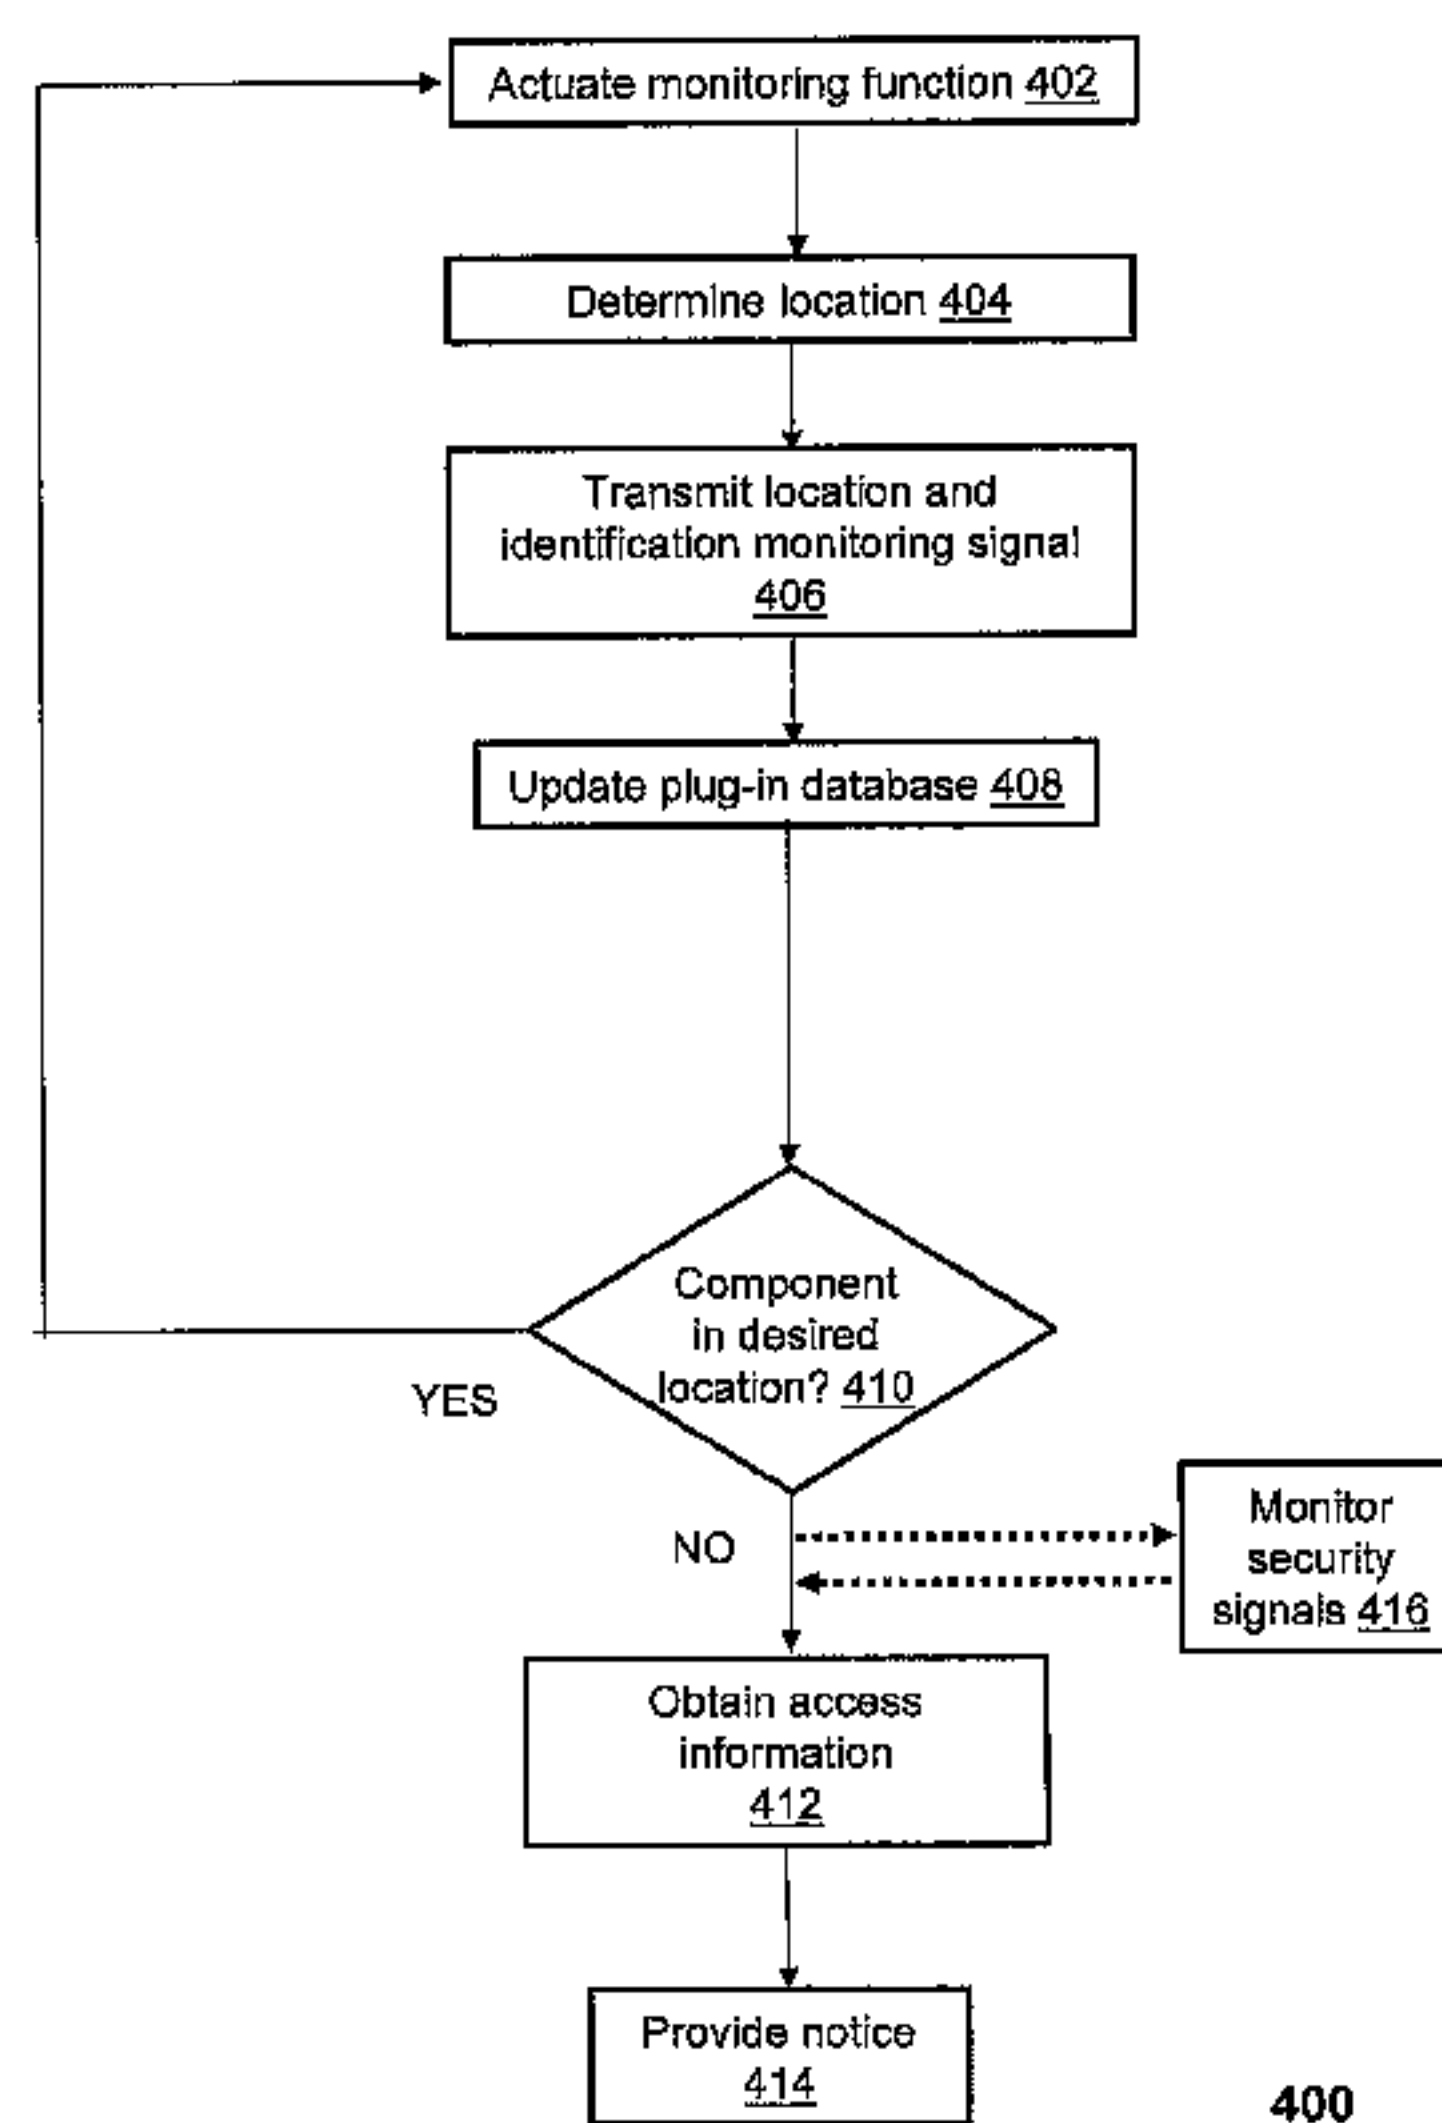 Actuate monitoring function 402
Determine location 404
Transmit location and
identification monitoring signal
406
Update plug-in database 408
Component
in desired
location? 410
YES
NO
Monitor
security
signals 416
Obtain access
information
412
Provide notice
414
400